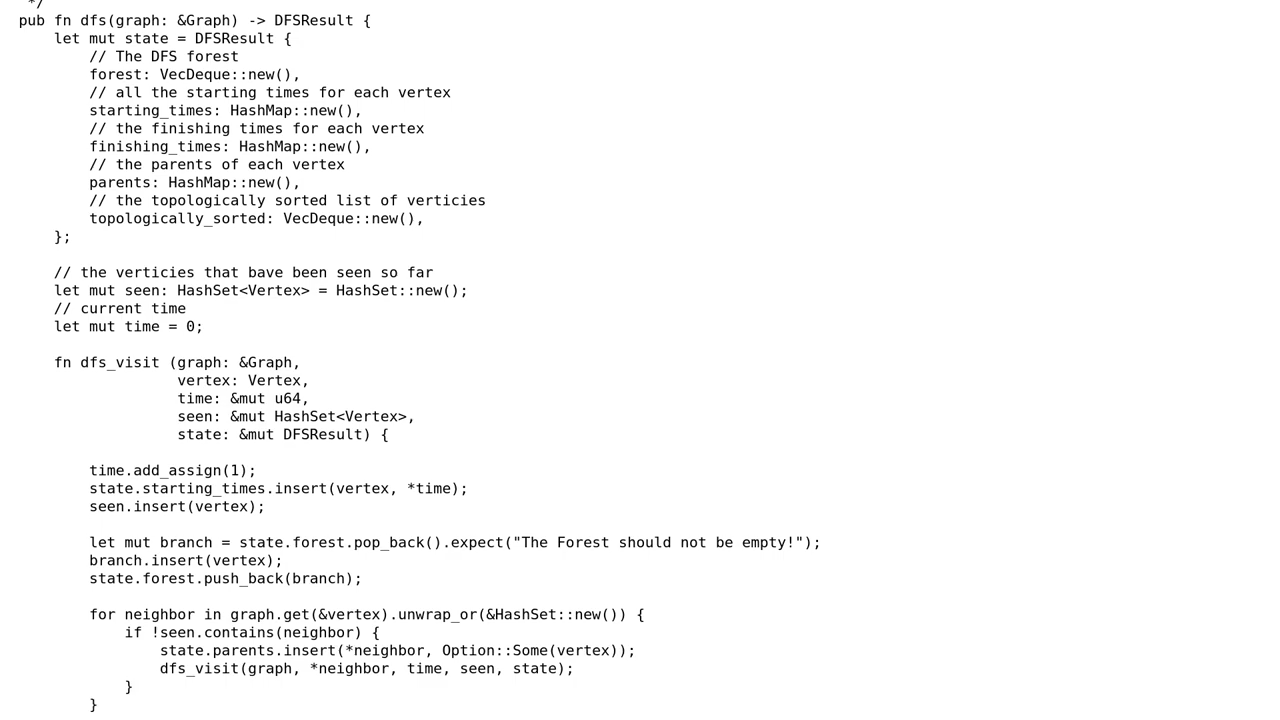 */
pub fn dfs(graph: &Graph) -> DFSResult {
    let mut state = DFSResult {
        // The DFS forest
        forest: VecDeque::new(),
        // all the starting times for each vertex
        starting_times: HashMap::new(),
        // the finishing times for each vertex
        finishing_times: HashMap::new(),
        // the parents of each vertex
        parents: HashMap::new(),
        // the topologically sorted list of verticies
        topologically_sorted: VecDeque::new(),
    };

    // the verticies that bave been seen so far
    let mut seen: HashSet<Vertex> = HashSet::new();
    // current time
    let mut time = 0;

    fn dfs_visit (graph: &Graph,
                  vertex: Vertex,
                  time: &mut u64,
                  seen: &mut HashSet<Vertex>,
                  state: &mut DFSResult) {

        time.add_assign(1);
        state.starting_times.insert(vertex, *time);
        seen.insert(vertex);

        let mut branch = state.forest.pop_back().expect("The Forest should not be empty!");
        branch.insert(vertex);
        state.forest.push_back(branch);

        for neighbor in graph.get(&vertex).unwrap_or(&HashSet::new()) {
            if !seen.contains(neighbor) {
                state.parents.insert(*neighbor, Option::Some(vertex));
                dfs_visit(graph, *neighbor, time, seen, state);
            }
        }